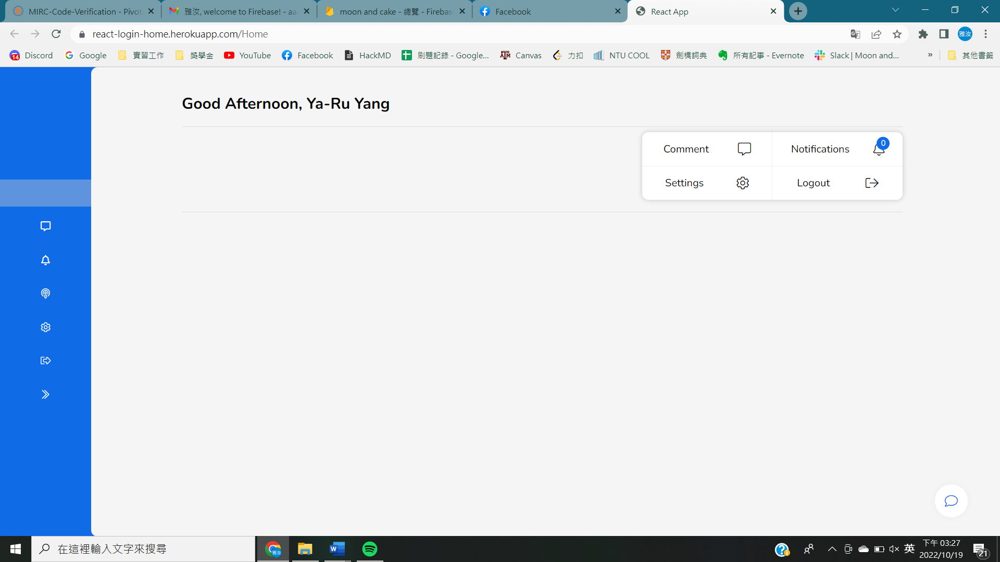 MIRC-Code-Verification - Pivot
雅汝, welcome to Firebase! - aa
moon and cake - 總覽 - Firebase
Facebook
React App
react-login-home.herokuapp.com/Home
雅汝
14 Discord
Google
實習工作
獎學金
YouTube
Facebook
HackMD
刷題記錄 - Google...
Canvas
力扣
NTU COOL
劍橋詞典
所有記事 - Evernote
Slack | Moon and...
»
其他書籤
Good Afternoon, Ya-Ru Yang
Comment
Notifications
0
Settings
Logout
在這裡輸入文字來搜尋
英
下午 03:27
2022/10/19
21